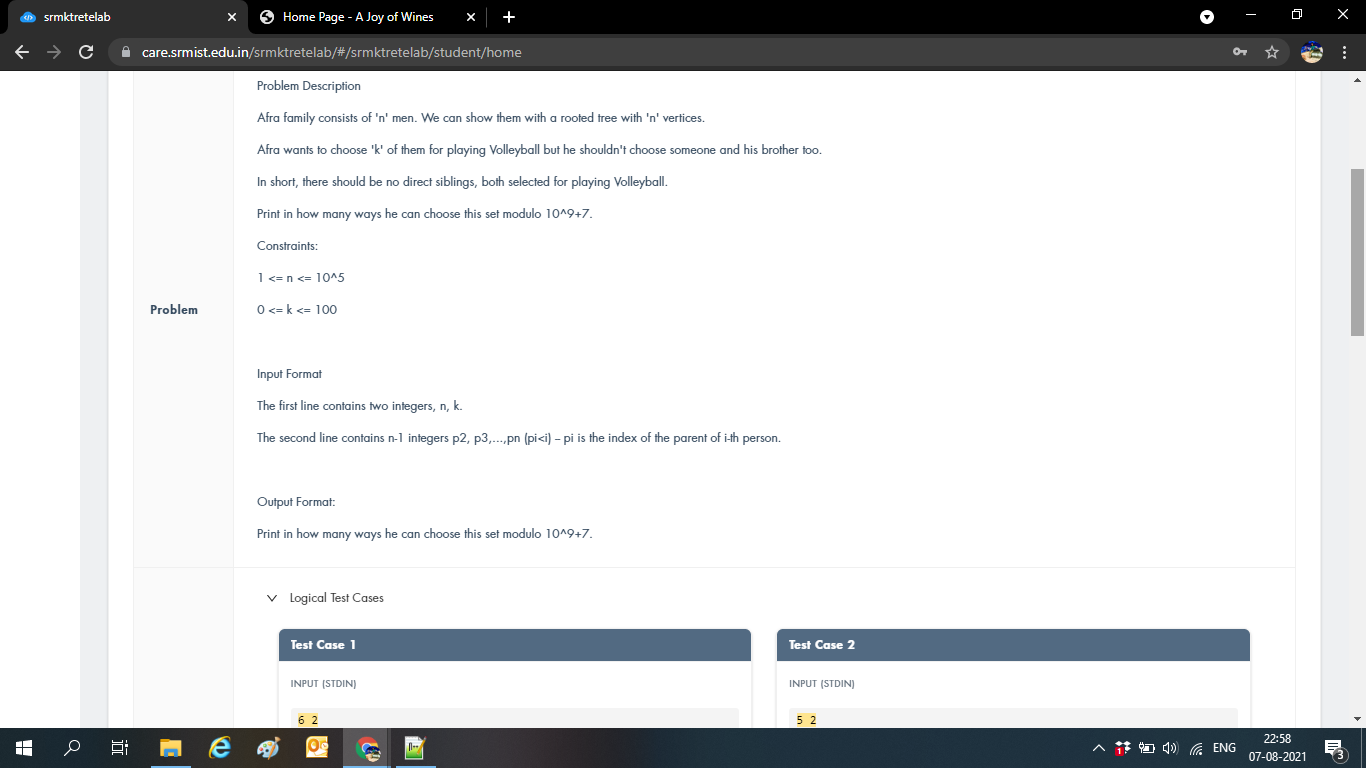 srmktretelab
Home Page - A Joy of Wines
care.srmist.edu.in/srmktretelab/#/srmktretelab/student/home
Problem Description
Afra family consists of 'n' men. We can show them with a rooted tree with 'n' vertices.
Afra wants to choose 'k' of them for playing Volleyball but he shouldn't choose someone and his brother too.
In short, there should be no direct siblings, both selected for playing Volleyball.
Print in how many ways he can choose this set modulo 10^9+7.
Constraints:
1 <= n <= 10^5
Problem
0 <= k <= 100
Input Format
The first line contains two integers, n, k.
The second line contains n-1 integers p2, p3,...,pn (pi<i) – pi is the index of the parent of i-th person.
Output Format:
Print in how many ways he can choose this set modulo 10^9+7.
Logical Test Cases
Test Case 1
Test Case 2
INPUT (STDIN)
INPUT (STDIN)
6 2
5 2
ENG
22:58
07-08-2021
3